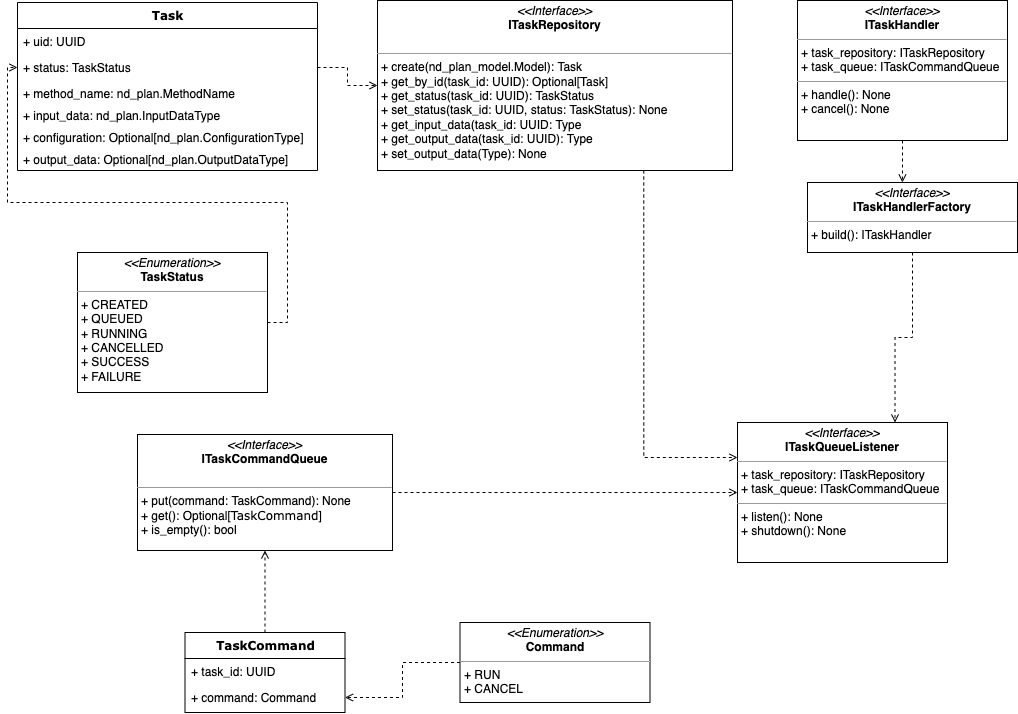 Task
+ uid: UUID
+ status: TaskStatus
+ method_name: nd_plan.MethodName
+ input_data: nd_plan.InputDataType
+ configuration: Optional[nd_plan.ConfigurationType]
+ output_data: Optional[nd_plan.OutputDataType]
<<Interface>>
ITaskRepository
+ create(nd_plan_model.Model): Task
+ get_by_id(task_id: UUID): Optional[Task]
+ get_status(task_id: UUID): TaskStatus
+ set_status(task_id: UUID, status: TaskStatus): None
+ get_input_data(task_id: UUID: Type
+ get_output_data(task_id: UUID): Type
+ set_output_data(Type): None
<<Interface>>
ITaskHandler
+ task_repository: ITaskRepository
+ task_queue: ITaskCommandQueue
+ handle(): None
+ cancel(): None
<<Interface>>
ITaskHandlerFactory
+ build(): ITaskHandler
<<Enumeration>>
TaskStatus
+ CREATED
+ QUEUED
+ RUNNING
+ CANCELLED
+ SUCCESS
+ FAILURE
<<Interface>>
ITaskCommandQueue
+ put(command: TaskCommand): None
+ get(): Optional[TaskCommand]
+ is_empty(): bool
<<Interface>>
ITaskQueueListener
+ task_repository: ITaskRepository
+ task_queue: ITaskCommandQueue
+ listen(): None
+ shutdown(): None
TaskCommand
+ task_id: UUID
+ command: Command
<<Enumeration>>
Command
+ RUN
+ CANCEL